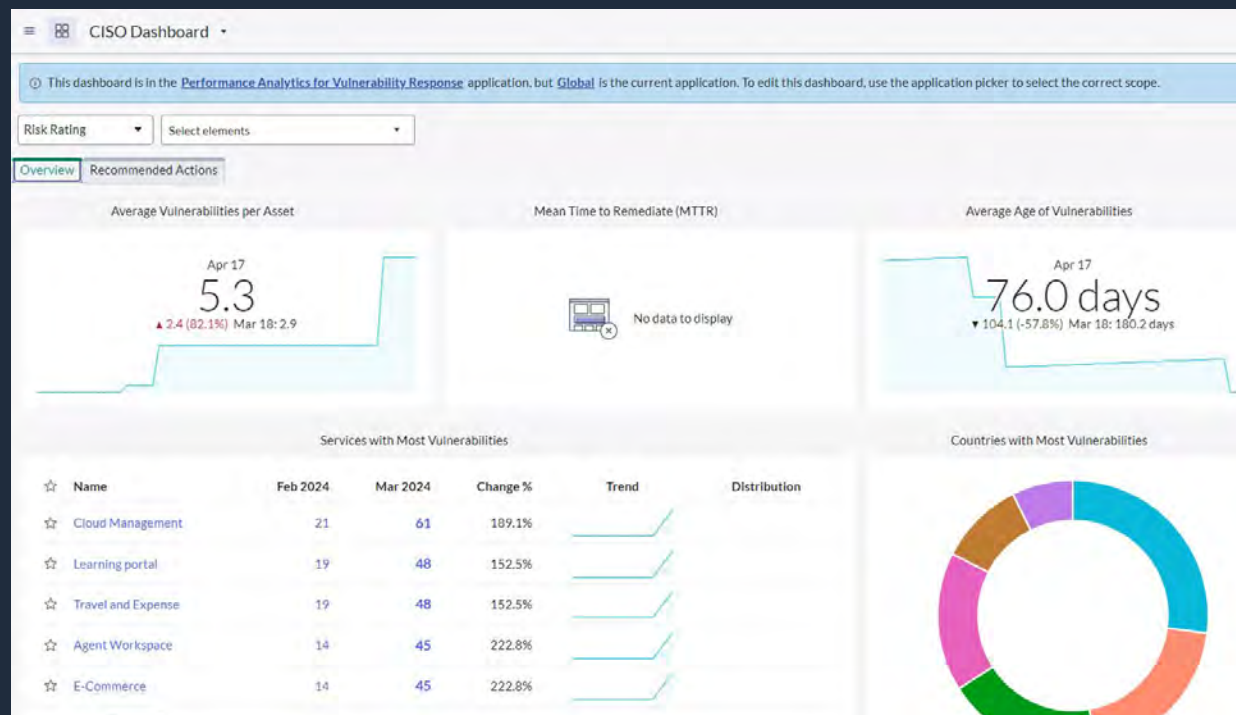 CISO Dashboard
This dashboard is in the Performance Analytics for Vulnerability Response application, but Global is the current application. To edit this dashboard, use the application picker to select the correct scope.
Risk Rating Select elements
Overview Recommended Actions
Average Vulnerabilities per Asset Mean Time to Remediate (MTTR) Average Age of Vulnerabilities
Apr 17
5.3
▲ 2.4 (82.1%) Mar 18: 2.9
No data to display
Apr 17
76.0 days
▼ 104.1 (-57.8%) Mar 18: 180.2 days
Services with Most Vulnerabilities Countries with Most Vulnerabilities
Name Feb 2024 Mar 2024 Change % Trend Distribution
Cloud Management 21 61 189.1%
Learning portal 19 48 152.5%
Travel and Expense 19 48 152.5%
Agent Workspace 14 45 222.8%
E-Commerce 14 45 222.8%